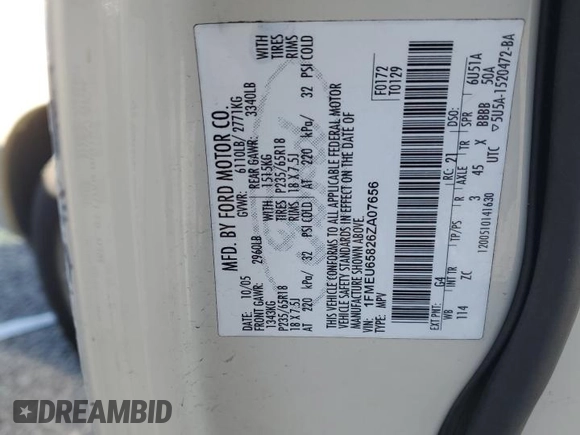 MFD. BY FORD MOTOR CO.
DATE: 10/05 GVWR: 6110LB/ 2771KG
FRONT GAWR: 2960LB REAR GAWR: 3340LB
1343KG 1515KG
P235/65R18 WITH TIRES P235/65R18 WITH TIRES
18 X 7.5J RIMS 18 X 7.5J RIMS
AT 220 kPa/ 32 PSI COLD AT 220 kPa/ 32 PSI COLD
THIS VEHICLE CONFORMS TO ALL APPLICABLE FEDERAL MOTOR
VEHICLE SAFETY STANDARDS IN EFFECT ON THE DATE OF
MANUFACTURE SHOWN ABOVE.
VIN: 1FMEU65826ZA07656
TYPE: MPV
F0172
T0129
EXT PNT: G4 RC: 21 DSO:
WB INT TR TP/PS R AXLE TR SPR 6U51A
114 ZC 3 45 X BBBB 50A
1200510141630 UTC ▽5U5A-1520472-BA
DREAMBID